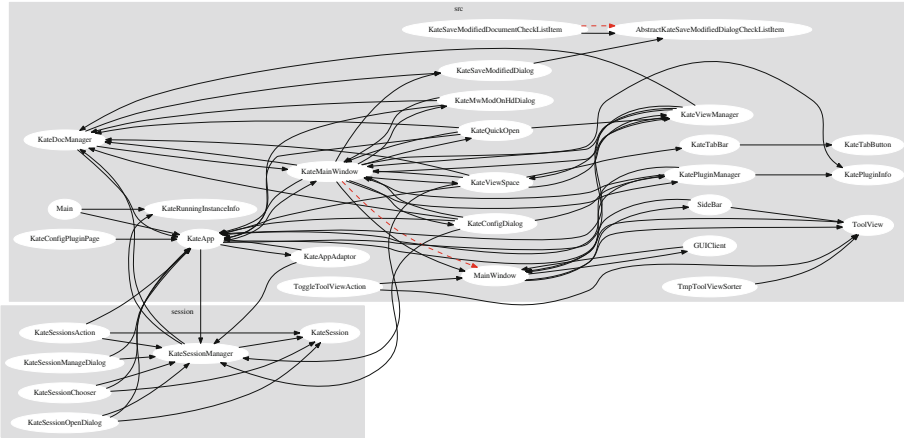 src
KateSaveModifiedDocumentCheckListItem
AbstractKateSaveModifiedDialogCheckListItem
KateSaveModifiedDialog
KateMwModOnHdDialog
KateViewManager
KateQuickOpen
KateDocManager
KateTabBar
KateTabButton
KateMainWindow
KateViewSpace
KatePluginManager
KatePluginInfo
Main
KateRunningInstanceInfo
SideBar
KateConfigDialog
ToolView
KateConfigPluginPage
KateApp
GUIClient
KateAppAdaptor
MainWindow
ToggleToolViewAction
TmpToolViewSorter
session
KateSessionsAction
KateSession
KateSessionManager
KateSessionManageDialog
KateSessionChooser
KateSessionOpenDialog